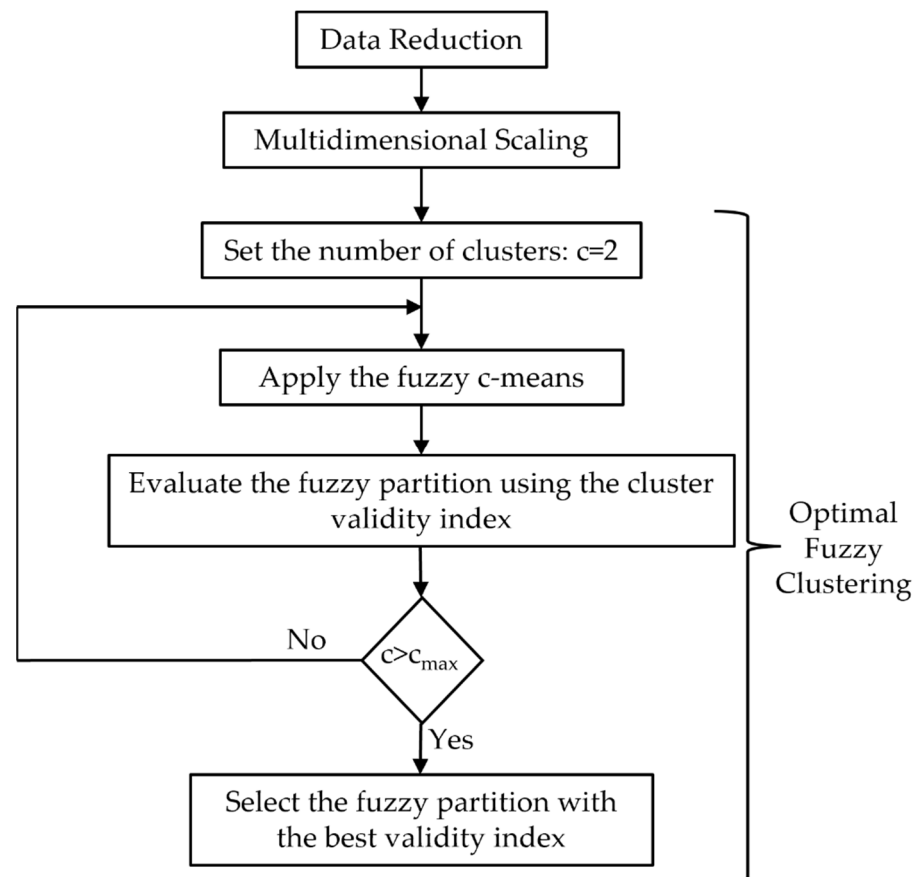 Data Reduction
Multidimensional Scaling
Set the number of clusters: c=2
Apply the fuzzy c-means
Evaluate the fuzzy partition using the cluster
validity index
Optimal
Fuzzy
Clustering
No
c>cmax
Yes
Select the fuzzy partition with
the best validity index